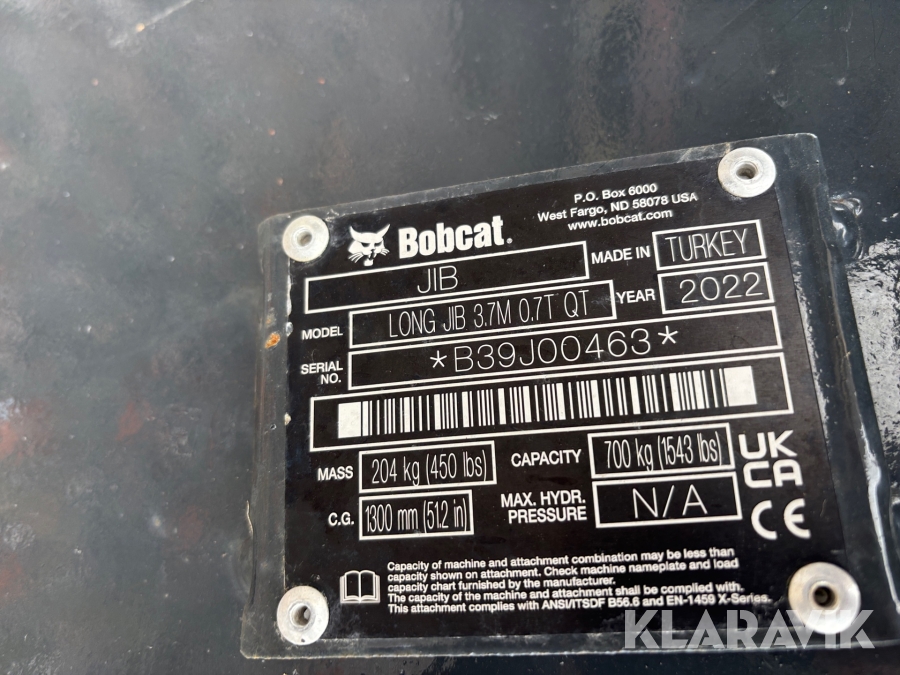 P.O. Box 6000
West Fargo, ND 58078 USA
www.bobcat.com
Bobcat.
MADE IN TURKEY
JIB
MODEL LONG JIB 3.7M 0.7T QT YEAR 2022
SERIAL NO. *B39J00463*
MASS 204 kg (450 lbs) CAPACITY 700 kg (1543 lbs)
UK
CA
C.G. 1300 mm (51.2 in) MAX. HYDR. PRESSURE N/A
CE
Capacity of machine and attachment combination may be less than
capacity shown on attachment. Check machine nameplate and load
capacity chart furnished by the manufacturer.
The capacity of the machine and attachment shall be complied with.
This attachment complies with ANSI/ITSDF B56.6 and EN-1459 X-Series.
KLARAVIK